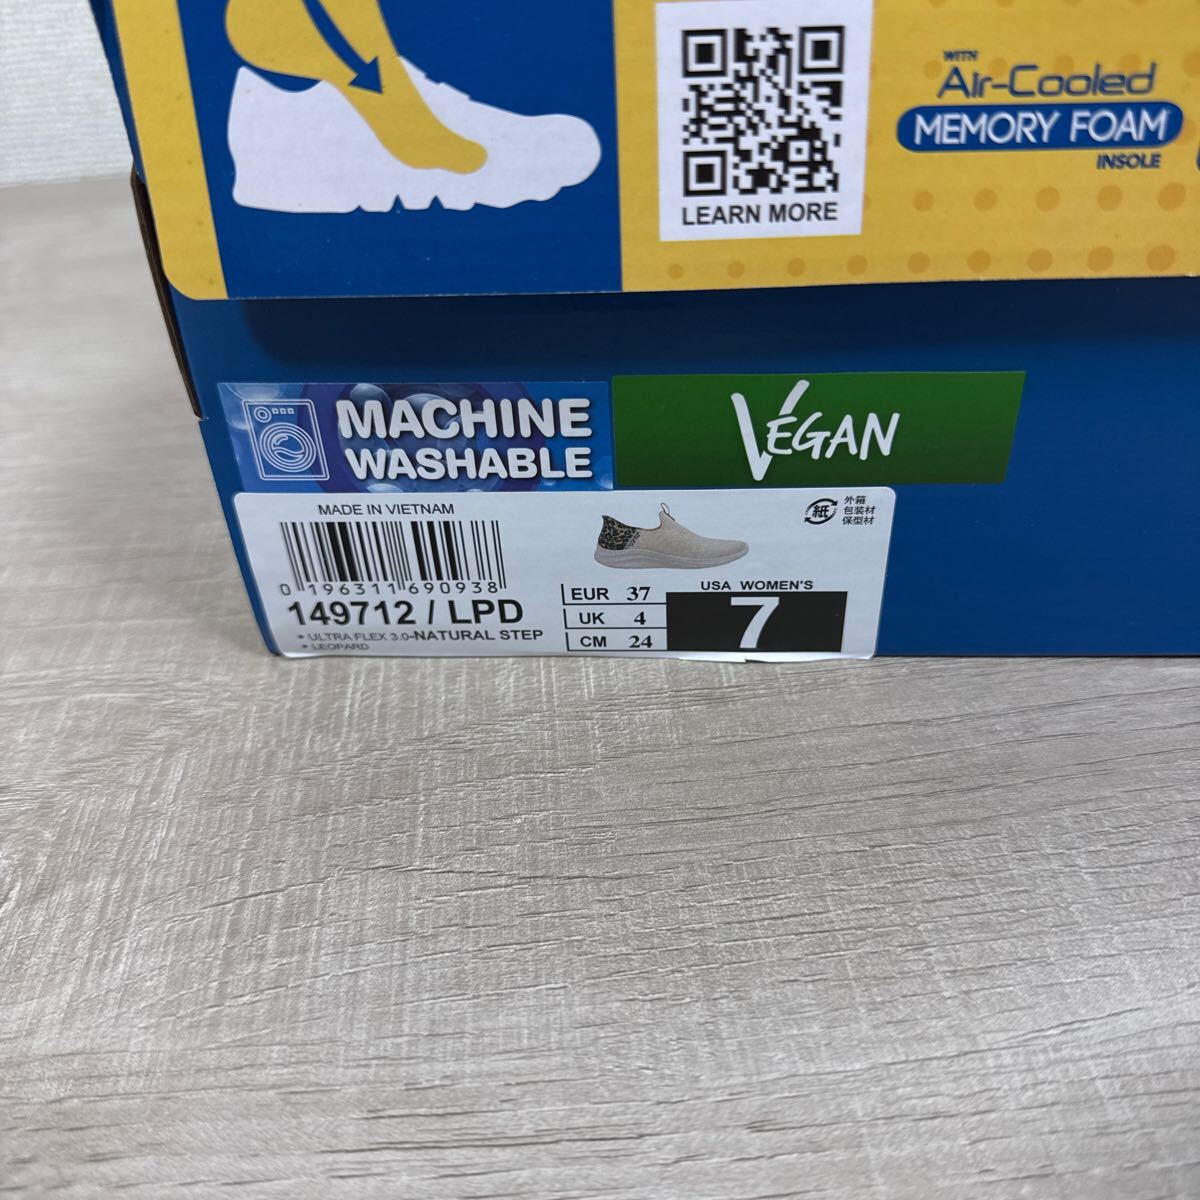 WITH
Air-Cooled
MEMORY FOAM
INSOLE
LEARN MORE
MACHINE
WASHABLE
VEGAN
MADE IN VIETNAM
0 196311 690938
149712 / LPD
• ULTRA FLEX 3.0-NATURAL STEP
• LEOPARD
紙
外箱
包装材
保型材
EUR 37
UK 4
CM 24
USA WOMEN'S
7